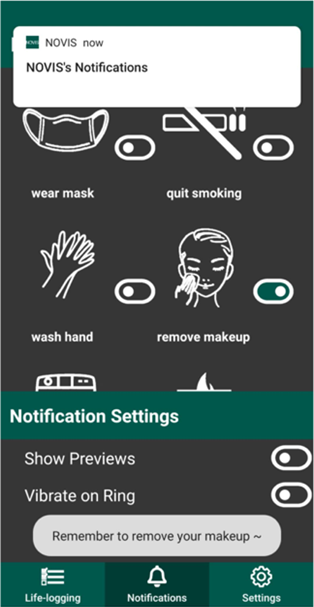 NOVIS now
NOVIS's Notifications
wear mask
quit smoking
wash hand
remove makeup
Notification Settings
Show Previews
Vibrate on Ring
Remember to remove your makeup ~
Life-logging
Notifications
Settings